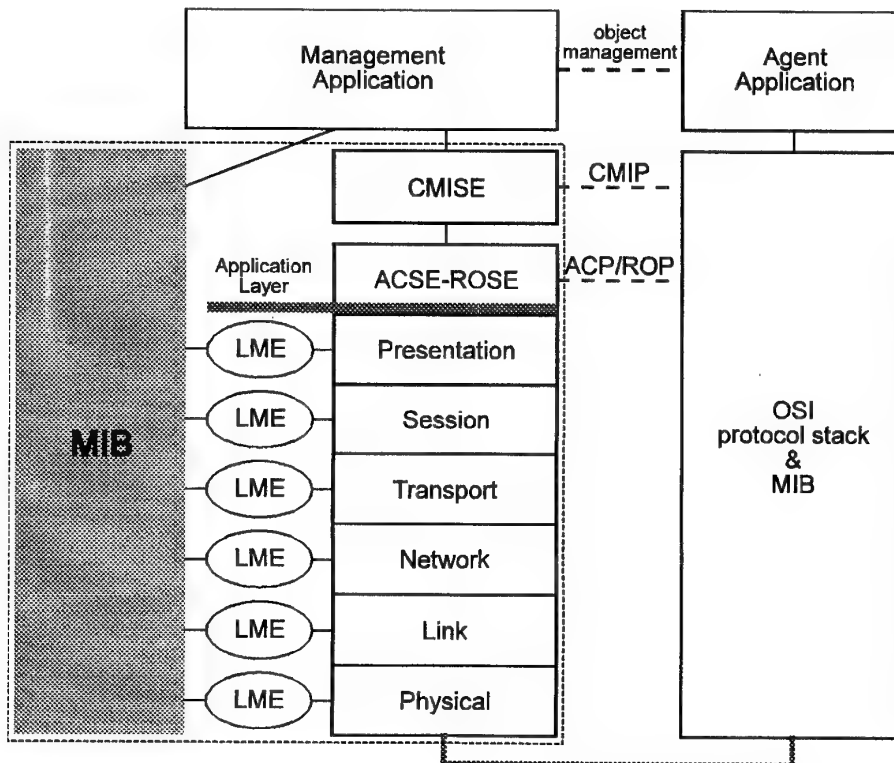 Management
Application
object
management
Agent
Application
CMISE
CMIP
Application
Layer
ACSE-ROSE
ACP/ROP
LME
Presentation
LME
Session
MIB
OSI
protocol stack
&
MIB
LME
Transport
LME
Network
LME
Link
LME
Physical